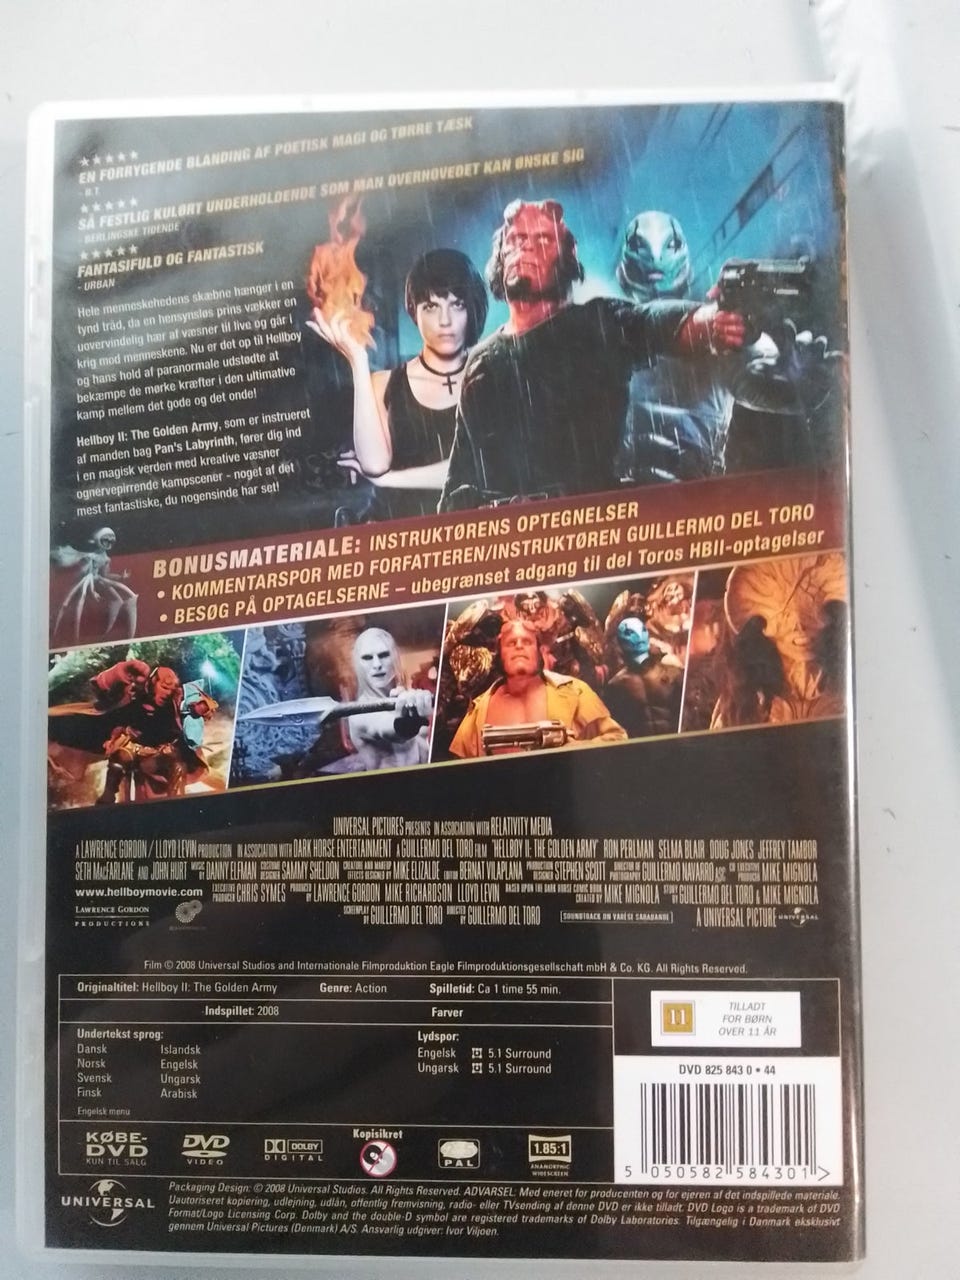 ★★★★★
EN FORRYGENDE BLANDING AF POETISK MAGI OG TØRRE TÆSK
- B.T.
★★★★★
SÅ FESTLIG KULØRT UNDERHOLDENDE SOM MAN OVERHOVEDET KAN ØNSKE SIG
- BERLINGSKE TIDENDE
★★★★★
FANTASIFULD OG FANTASTISK
- URBAN
Hele menneskehedens skæbne hænger i en
tynd tråd, da en hensynsløs prins vækker en
uovervindelig hær af væsner til live og går i
krig mod menneskene. Nu er det op til Hellboy
og hans hold af paranormale udstødte at
bekæmpe de mørke kræfter i den ultimative
kamp mellem det gode og det onde!
Hellboy II: The Golden Army, som er instrueret
af manden bag Pan's Labyrinth, fører dig ind
i en magisk verden med kreative væsner
ognervepirrende kampscener - noget af det
mest fantastiske, du nogensinde har set!
BONUSMATERIALE: INSTRUKTØRENS OPTEGNELSER
• KOMMENTARSPOR MED FORFATTEREN/INSTRUKTØREN GUILLERMO DEL TORO
• BESØG PÅ OPTAGELSERNE – ubegrænset adgang til del Toros HBII-optagelser
UNIVERSAL PICTURES PRESENTS IN ASSOCIATION WITH RELATIVITY MEDIA
A LAWRENCE GORDON / LLOYD LEVIN PRODUCTION IN ASSOCIATION WITH DARK HORSE ENTERTAINMENT A GUILLERMO DEL TORO FILM "HELLBOY II: THE GOLDEN ARMY" RON PERLMAN SELMA BLAIR DOUG JONES JEFFREY TAMBOR
SETH MACFARLANE AND JOHN HURT MUSIC BY DANNY ELFMAN COSTUME DESIGNER SAMMY SHELDON CREATURE AND MAKEUP EFFECTS DESIGNED BY MIKE ELIZALDE EDITOR BERNAT VILAPLANA PRODUCTION DESIGNER STEPHEN SCOTT DIRECTOR OF PHOTOGRAPHY GUILLERMO NAVARRO ASC CO EXECUTIVE PRODUCER MIKE MIGNOLA
www.hellboymovie.com EXECUTIVE PRODUCER CHRIS SYMES PRODUCED BY LAWRENCE GORDON MIKE RICHARDSON LLOYD LEVIN BASED UPON THE DARK HORSE COMIC BOOK CREATED BY MIKE MIGNOLA STORY BY GUILLERMO DEL TORO & MIKE MIGNOLA
LAWRENCE GORDON PRODUCTIONS SCREENPLAY BY GUILLERMO DEL TORO DIRECTED BY GUILLERMO DEL TORO SOUNDTRACK ON VARÈSE SARABANDE A UNIVERSAL PICTURE UNIVERSAL
Film © 2008 Universal Studios and Internationale Filmproduktion Eagle Filmproduktionsgesellschaft mbH & Co. KG. All Rights Reserved.
Originaltitel: Hellboy II: The Golden Army Genre: Action Spilletid: Ca 1 time 55 min.
Indspillet: 2008 Farver
Undertekst sprog:
Dansk Islandsk
Norsk Engelsk
Svensk Ungarsk
Finsk Arabisk
Engelsk menu
Lydspor:
Engelsk 5.1 Surround
Ungarsk 5.1 Surround
11 TILLADT
FOR BØRN
OVER 11 ÅR
DVD 825 843 0 • 44
5 050582 584301 >
KØBE-
DVD
KUN TIL SALG
DVD
VIDEO
DOLBY
DIGITAL
Kopisikret
PAL
1.85:1
ANAMORPHIC
WIDESCREEN
UNIVERSAL
Packaging Design: © 2008 Universal Studios. All Rights Reserved. ADVARSEL: Med eneret for producenten og for ejeren af det indspillede materiale.
Uautoriseret kopiering, udlejning, udlån, offentlig fremvisning, radio- eller TVsending af denne DVD er ikke tilladt. DVD Logo is a trademark of DVD
Format/Logo Licensing Corp. Dolby and the double-D symbol are registered trademarks of Dolby Laboratories. Tilgængelig i Danmark eksklusivt
gennem Universal Pictures (Denmark) A/S. Ansvarlig udgiver: Ivor Viljoen.